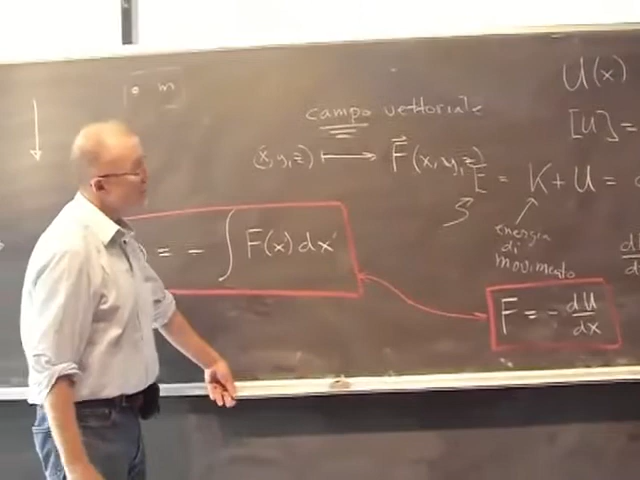 m
U(x)
campo vettoriale
[U] =
(x,y,z) ⟼ F⃗(x,y,z)
E = K + U =
energia
di
movimento
= - ∫ F(x) dx'
F = - dU/dx